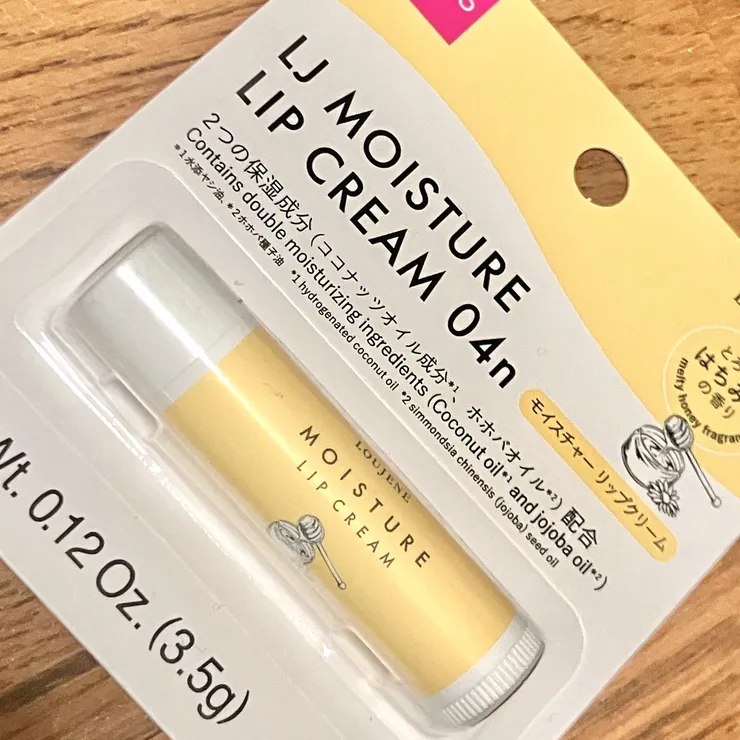 LJ MOISTURE
LIP CREAM 04n
2つの保湿成分(ココナッツオイル成分*1、ホホバオイル*2)配合
Contains double moisturizing ingredients (Coconut oil*1 and jojoba oil*2)
*1 水添ヤシ油、*2 ホホバ種子油 *1 hydrogenated coconut oil *2 simmondsia chinensis (jojoba) seed oil
モイスチャー リップクリーム
はちみ
の香り
melty honey fragran
LOUJENE
MOISTURE
LIP CREAM
Wt. 0.12 Oz. (3.5g)